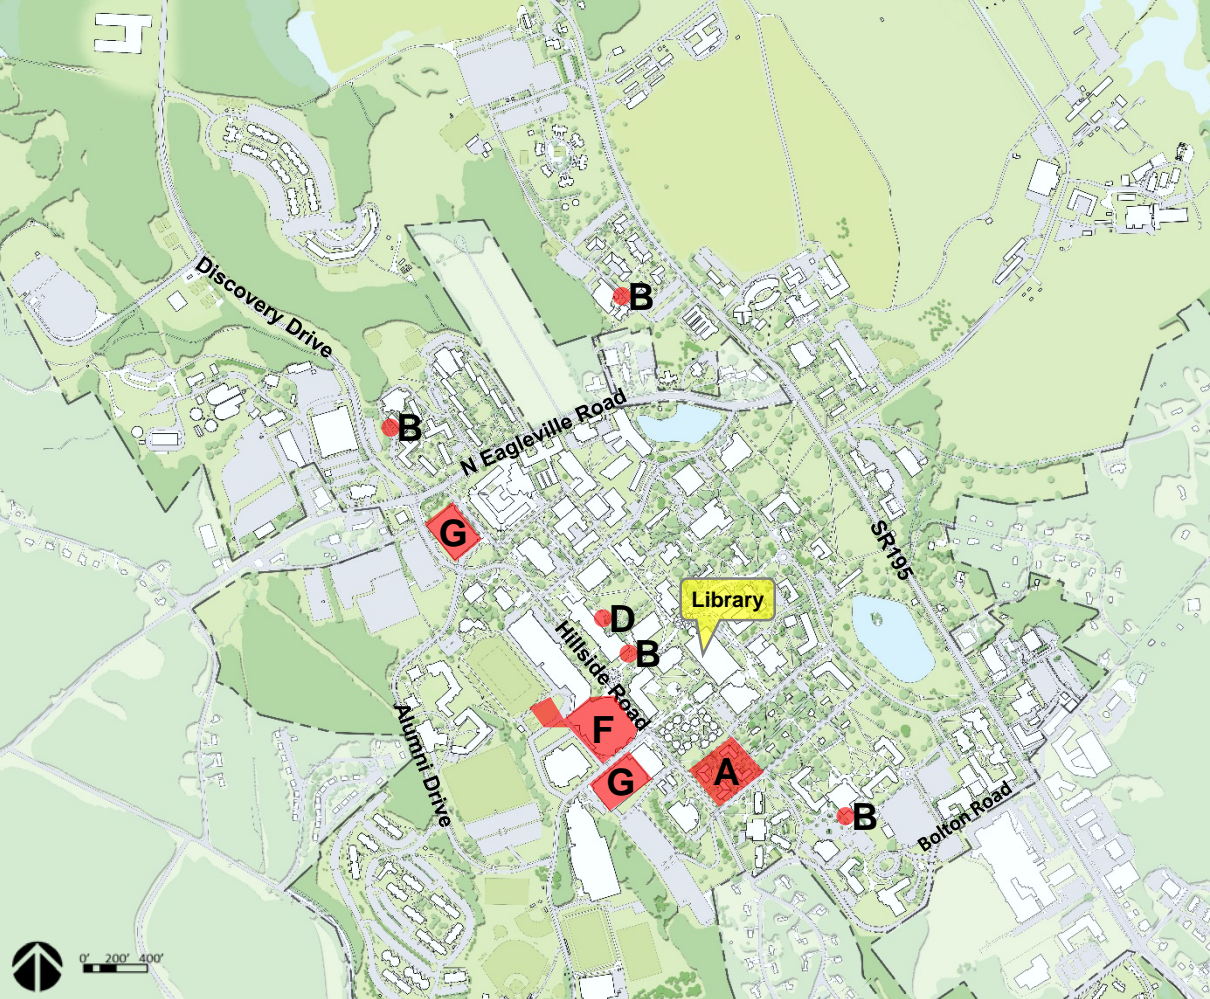 B
Discovery Drive
B
N Eagleville Road
G
SR195
Library
D
B
Hillside Road
F
Alumni Drive
A
G
B
Bolton Road
0' 200' 400'